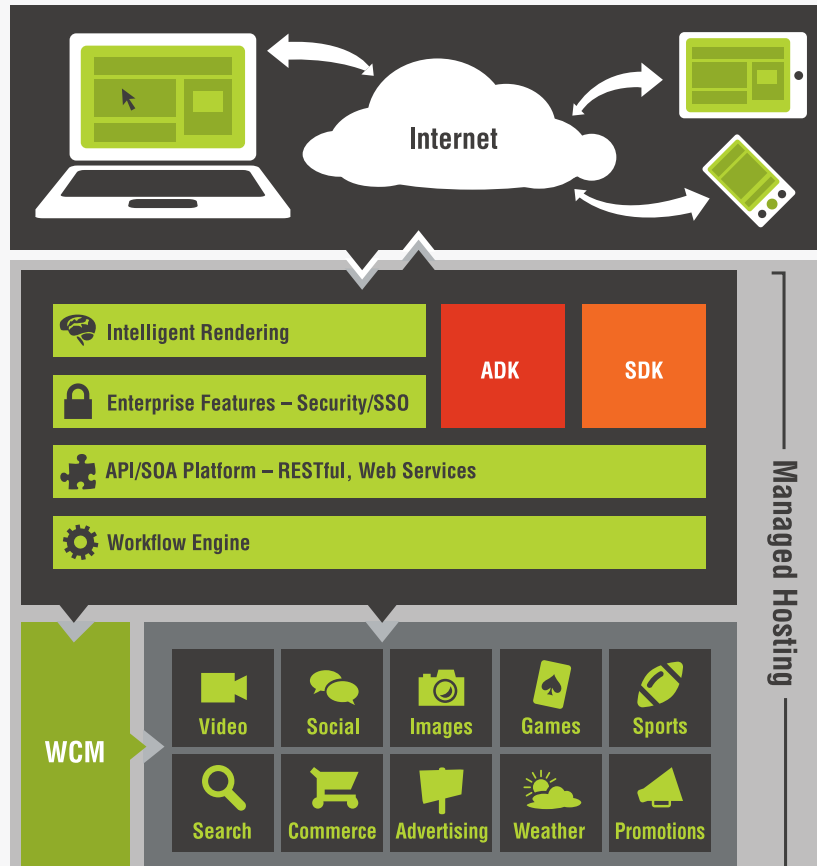 Internet
Intelligent Rendering
ADK
SDK
Enterprise Features – Security/SSO
API/SOA Platform – RESTful, Web Services
Workflow Engine
Managed Hosting
WCM
Video
Social
Images
Games
Sports
Search
Commerce
Advertising
Weather
Promotions